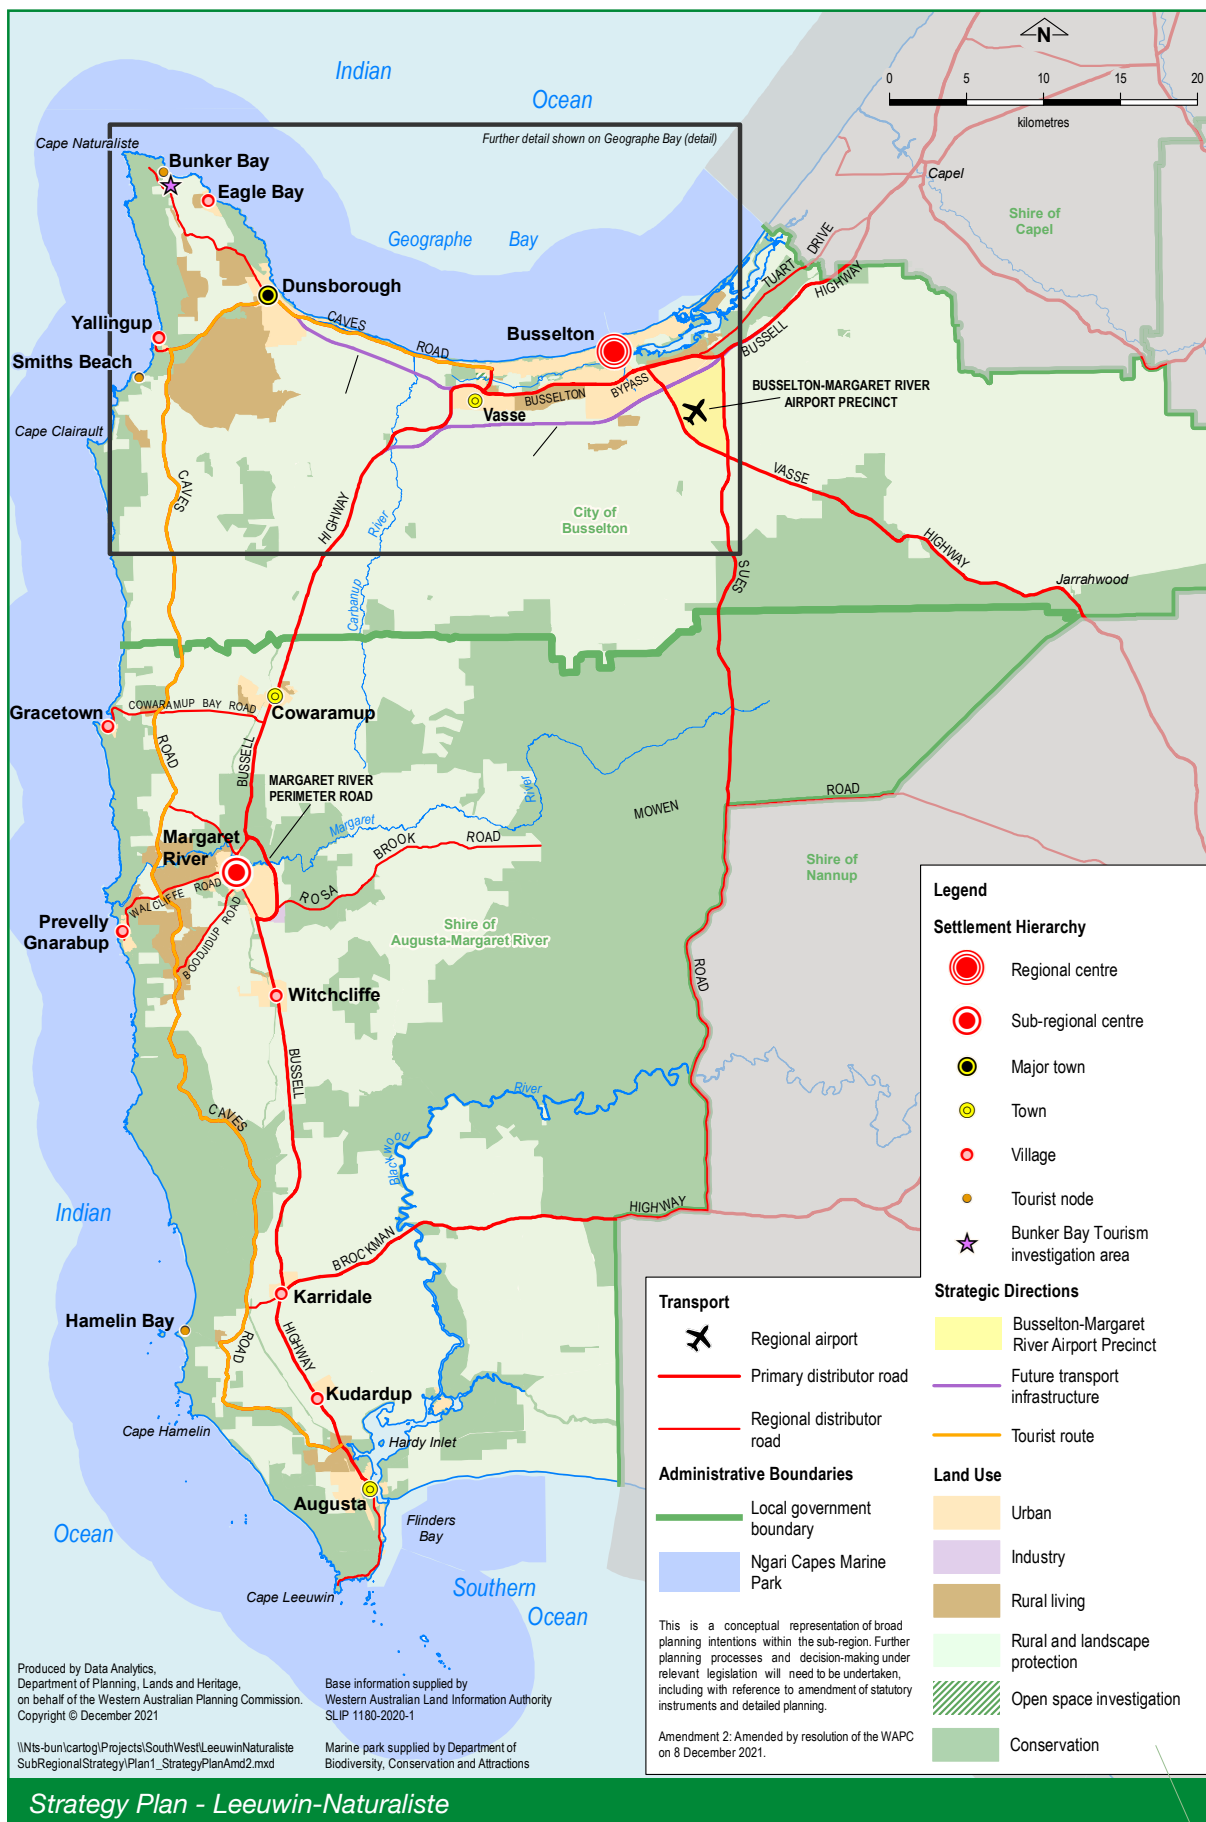 Indian
Ocean
N
0 5 10 15 20
kilometres
Further detail shown on Geographe Bay (detail)
Cape Naturaliste
Bunker Bay
Eagle Bay
Capel
Shire of
Capel
Geographe Bay
TUART DRIVE
Dunsborough
BUSSELL HIGHWAY
Yallingup
CAVES ROAD
Busselton
Smiths Beach
BUSSELTON BYPASS
BUSSELTON-MARGARET RIVER
AIRPORT PRECINCT
Vasse
Cape Clairault
CAVES
VASSE HIGHWAY
HIGHWAY
River
City of
Busselton
SUES
Jarrahwood
Carbanup
Gracetown
COWARAMUP BAY ROAD
Cowaramup
ROAD
BUSSELL
MARGARET RIVER
PERIMETER ROAD
River
MOWEN ROAD
Margaret
Margaret
River
BROOK ROAD
ROSA
Shire of
Nannup
WALCLIFFE ROAD
Prevelly
Gnarabup
BOODJIDUP ROAD
Shire of
Augusta-Margaret River
ROAD
Witchcliffe
BUSSELL
CAVES
River
Blackwood
Indian
BROCKMAN HIGHWAY
Karridale
Hamelin Bay
ROAD
HIGHWAY
Kudardup
Cape Hamelin
Hardy Inlet
Augusta
Ocean
Flinders
Bay
Cape Leeuwin
Southern
Ocean
Legend
Settlement Hierarchy
Regional centre
Sub-regional centre
Major town
Town
Village
Tourist node
Bunker Bay Tourism
investigation area
Transport
Regional airport
Primary distributor road
Regional distributor
road
Administrative Boundaries
Local government
boundary
Ngari Capes Marine
Park
This is a conceptual representation of broad
planning intentions within the sub-region. Further
planning processes and decision-making under
relevant legislation will need to be undertaken,
including with reference to amendment of statutory
instruments and detailed planning.
Amendment 2: Amended by resolution of the WAPC
on 8 December 2021.
Strategic Directions
Busselton-Margaret
River Airport Precinct
Future transport
infrastructure
Tourist route
Land Use
Urban
Industry
Rural living
Rural and landscape
protection
Open space investigation
Conservation
Produced by Data Analytics,
Department of Planning, Lands and Heritage,
on behalf of the Western Australian Planning Commission.
Copyright © December 2021
\\Nts-bun\cartog\Projects\SouthWest\LeeuwinNaturaliste
SubRegionalStrategy\Plan1_StrategyPlanAmd2.mxd
Base information supplied by
Western Australian Land Information Authority
SLIP 1180-2020-1
Marine park supplied by Department of
Biodiversity, Conservation and Attractions
Strategy Plan - Leeuwin-Naturaliste